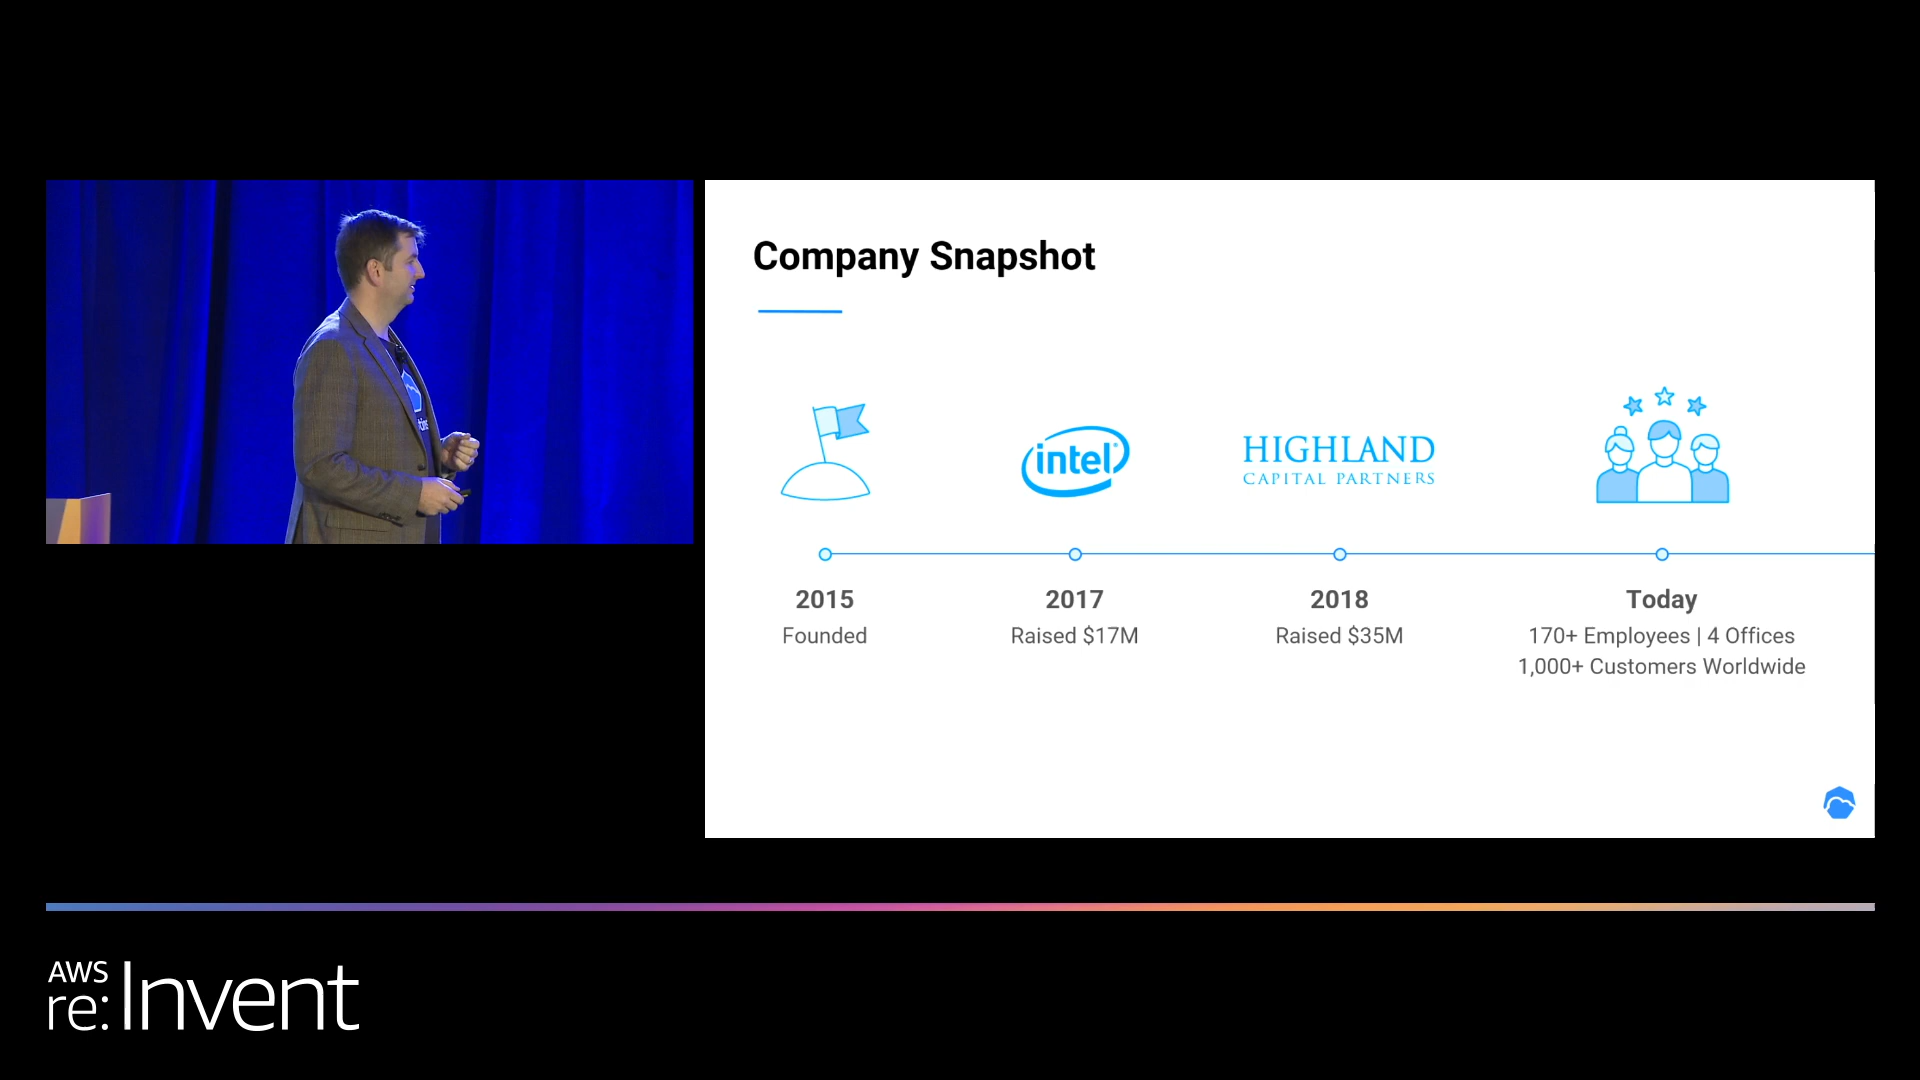 Company Snapshot
intel
HIGHLAND
CAPITAL PARTNERS
2015
Founded
2017
Raised $17M
2018
Raised $35M
Today
170+ Employees | 4 Offices
1,000+ Customers Worldwide
AWS
re:Invent